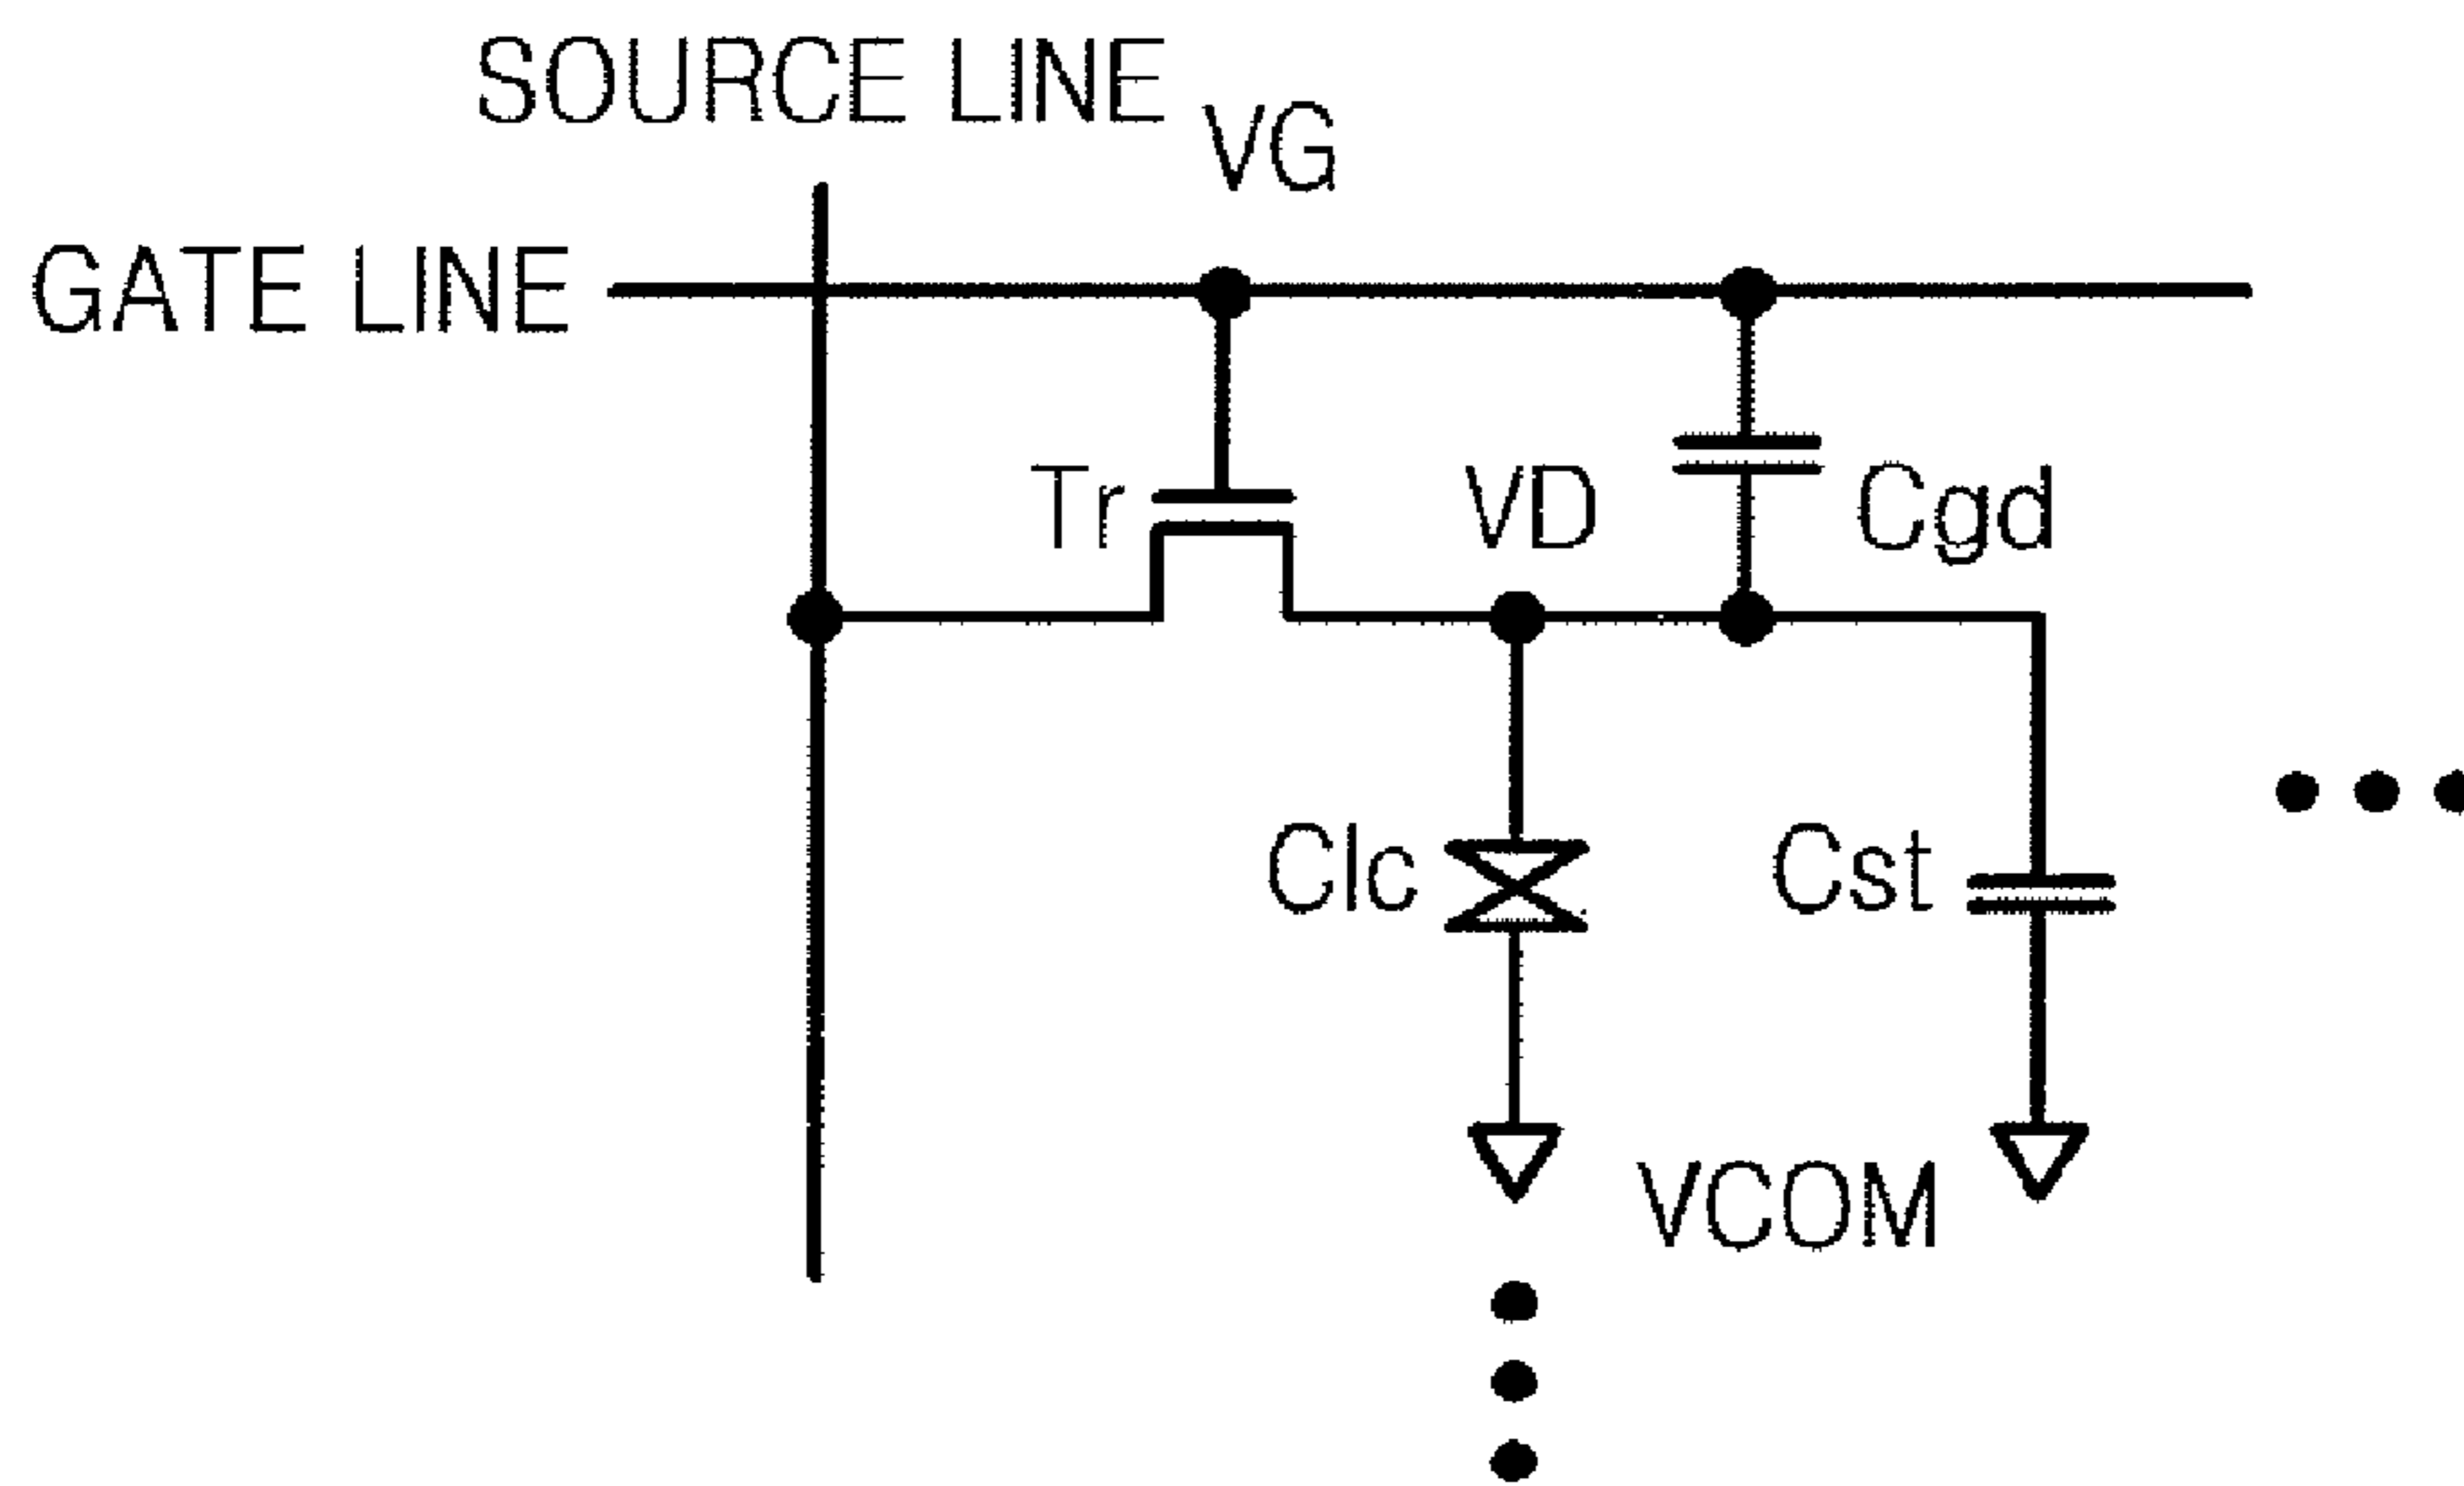 SOURCE LINE
VG
GATE LINE
Tr
VD
Cgd
Clc
Cst
VCOM